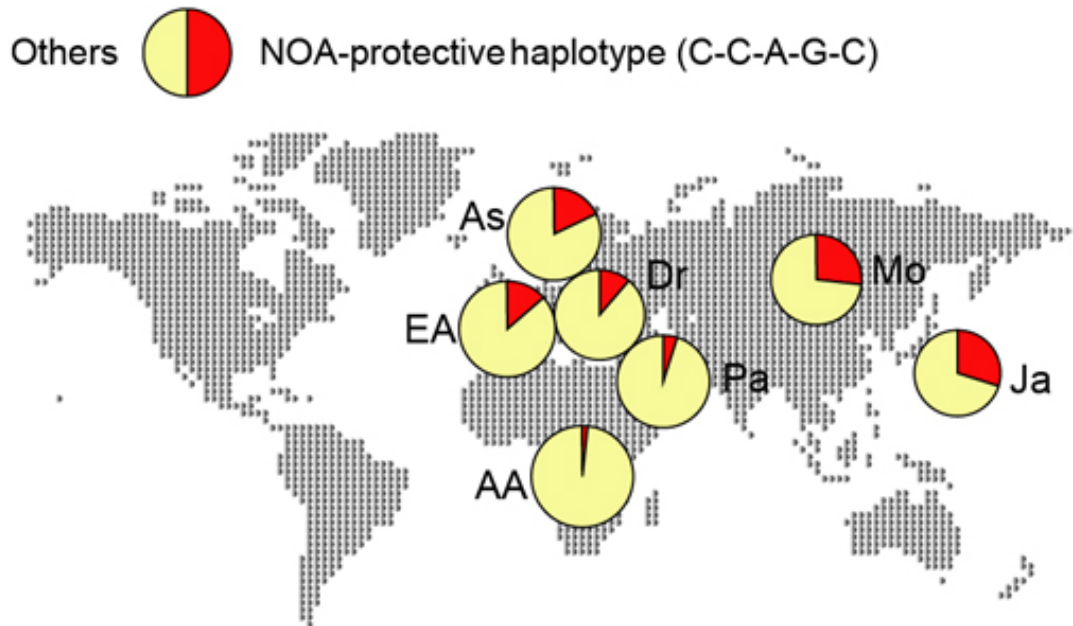 Others NOA-protective haplotype (C-C-A-G-C)
As
Dr
Mo
EA
Pa
Ja
AA